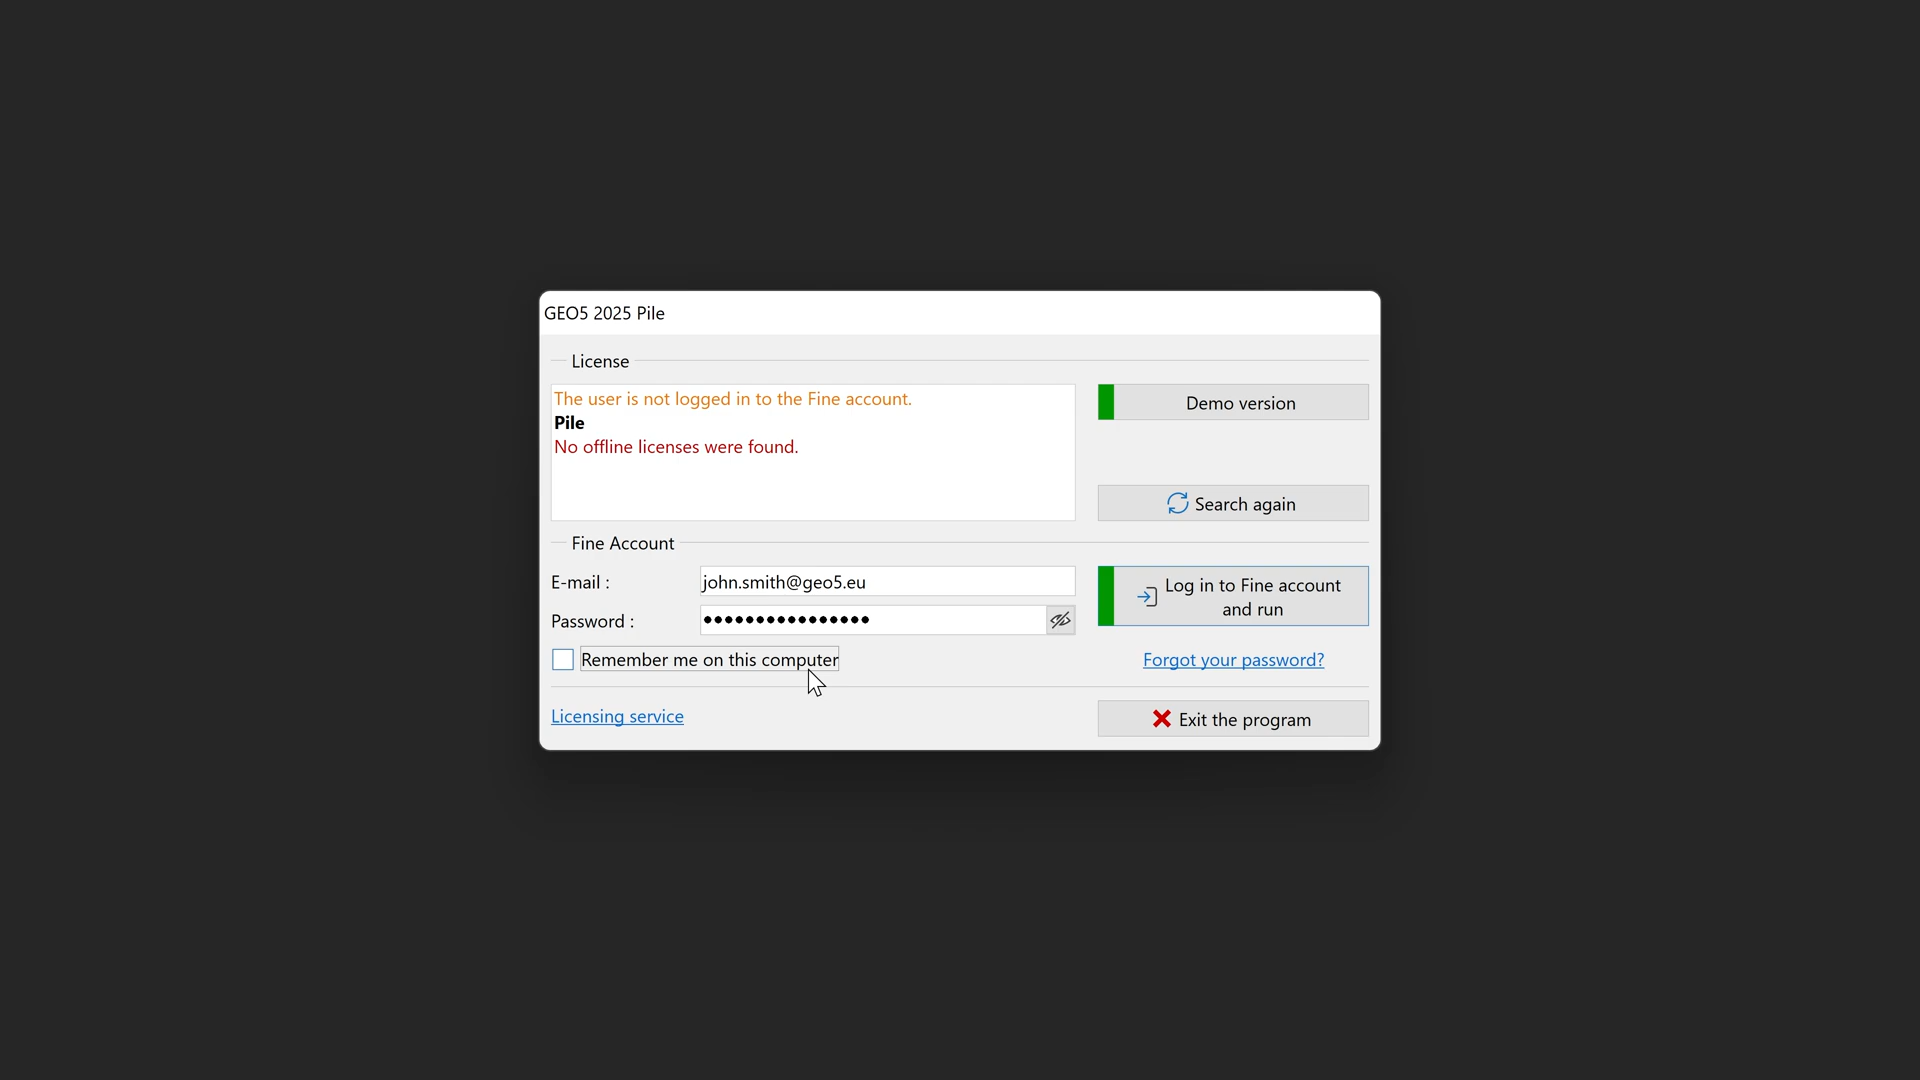 GEO5 2025 Pile
License
The user is not logged in to the Fine account.
Pile
No offline licenses were found.
Demo version
Search again
Fine Account
E-mail :
john.smith@geo5.eu
Password :
••••••••••••••••
Log in to Fine account
and run
Remember me on this computer
Forgot your password?
Licensing service
Exit the program